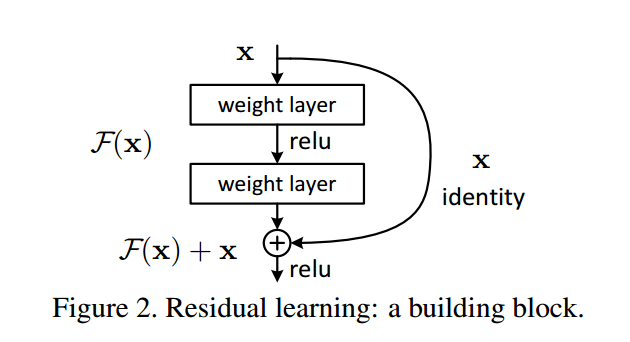 x
weight layer
F(x)
relu
x
weight layer
identity
F(x) + x
+
relu
Figure 2. Residual learning: a building block.